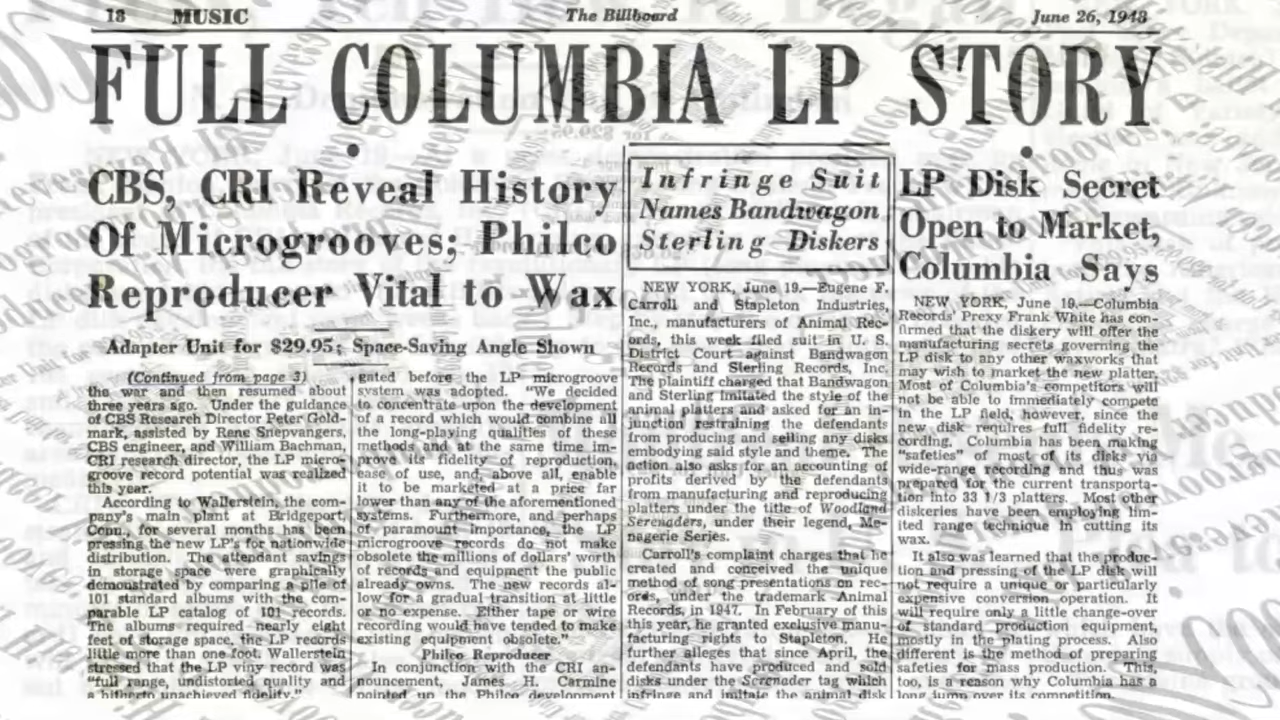 18 MUSIC The Billboard June 26, 1948
FULL COLUMBIA LP STORY
CBS, CRI Reveal History
Of Microgrooves; Philco
Reproducer Vital to Wax
Adapter Unit for $29.95; Space-Saving Angle Shown
(Continued from page 3)
the war and then resumed about
three years ago. Under the guidance
of CBS Research Director Peter Gold-
mark, assisted by Rene Snepvangers,
CBS engineer, and William Bachman,
CRI research director, the LP micro-
groove record potential was realized
this year.
According to Wallerstein, the com-
pany's main plant at Bridgeport,
Conn., for several months has been
pressing the new LP's for nationwide
distribution. The attendant savings
in storage space were graphically
demonstrated by comparing a pile of
101 standard albums with the com-
parable LP catalog of 101 records.
The albums required nearly eight
feet of storage space, the LP records
little more than one foot. Wallerstein
stressed that the LP viny record was
"full range, undistorted quality and
a hitherto unachieved fidelity."
gated before the LP microgroove
system was adopted. "We decided
to concentrate upon the development
of a record which would combine all
the long-playing qualities of these
methods and at the same time im-
prove its fidelity of reproduction,
ease of use, and, above all, enable
it to be marketed at a price far
lower than any of the aforementioned
systems. Furthermore, and perhaps
of paramount importance, the LP
microgroove records do not make
obsolete the millions of dollars' worth
of records and equipment the public
already owns. The new records al-
low for a gradual transition at little
or no expense. Either tape or wire
recording would have tended to make
existing equipment obsolete."
Philco Reproducer
In conjunction with the CRI an-
nouncement, James H. Carmine
pointed up the Philco development
Infringe Suit
Names Bandwagon
Sterling Diskers
NEW YORK, June 19.—Eugene F.
Carroll and Stapleton Industries,
Inc., manufacturers of Animal Rec-
ords, this week filed suit in U. S.
District Court against Bandwagon
Records and Sterling Records, Inc.
The plaintiff charged that Bandwagon
and Sterling imitated the style of the
animal platters and asked for an in-
junction restraining the defendants
from producing and selling any disks
embodying said style and theme. The
action also asks for an accounting of
profits derived by the defendants
from manufacturing and reproducing
platters under the title of Woodland
Serenaders, under their legend, Me-
nagerie Series.
Carroll's complaint charges that he
created and conceived the unique
method of song presentations on rec-
ords, under the trademark Animal
Records, in 1947. In February of this
this year, he granted exclusive manu-
facturing rights to Stapleton. He
further alleges that since April, the
defendants have produced and sold
disks under the Serenader tag which
infringe and imitate the animal disk
LP Disk Secret
Open to Market,
Columbia Says
NEW YORK, June 19.—Columbia
Records' Prexy Frank White has con-
firmed that the diskery will offer the
manufacturing secrets governing the
LP disk to any other waxworks that
may wish to market the new platter.
Most of Columbia's competitors will
not be able to immediately compete
in the LP field, however, since the
new disk requires full fidelity re-
cording. Columbia has been making
"safeties" of most of its disks via
wide-range recording and thus was
prepared for the current transporta-
tion into 33 1/3 platters. Most other
diskeries have been employing lim-
ited range technique in cutting its
wax.
It also was learned that the produc-
tion and pressing of the LP disk will
not require a unique or particularly
expensive conversion operation. It
will require only a little change-over
of standard production equipment,
mostly in the plating process. Also
different is the method of preparing
safeties for mass production. This,
too, is a reason why Columbia has a
long jump over its competition.